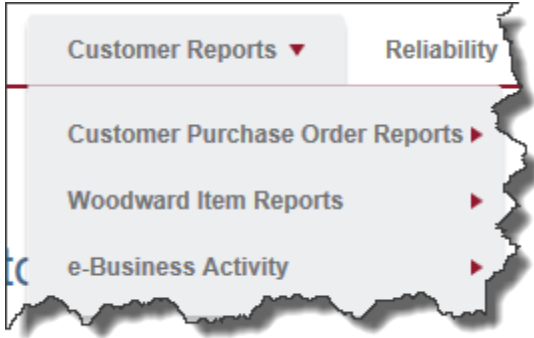 Customer Reports ▼ Reliability
Customer Purchase Order Reports ▶
Woodward Item Reports ▶
e-Business Activity ▶